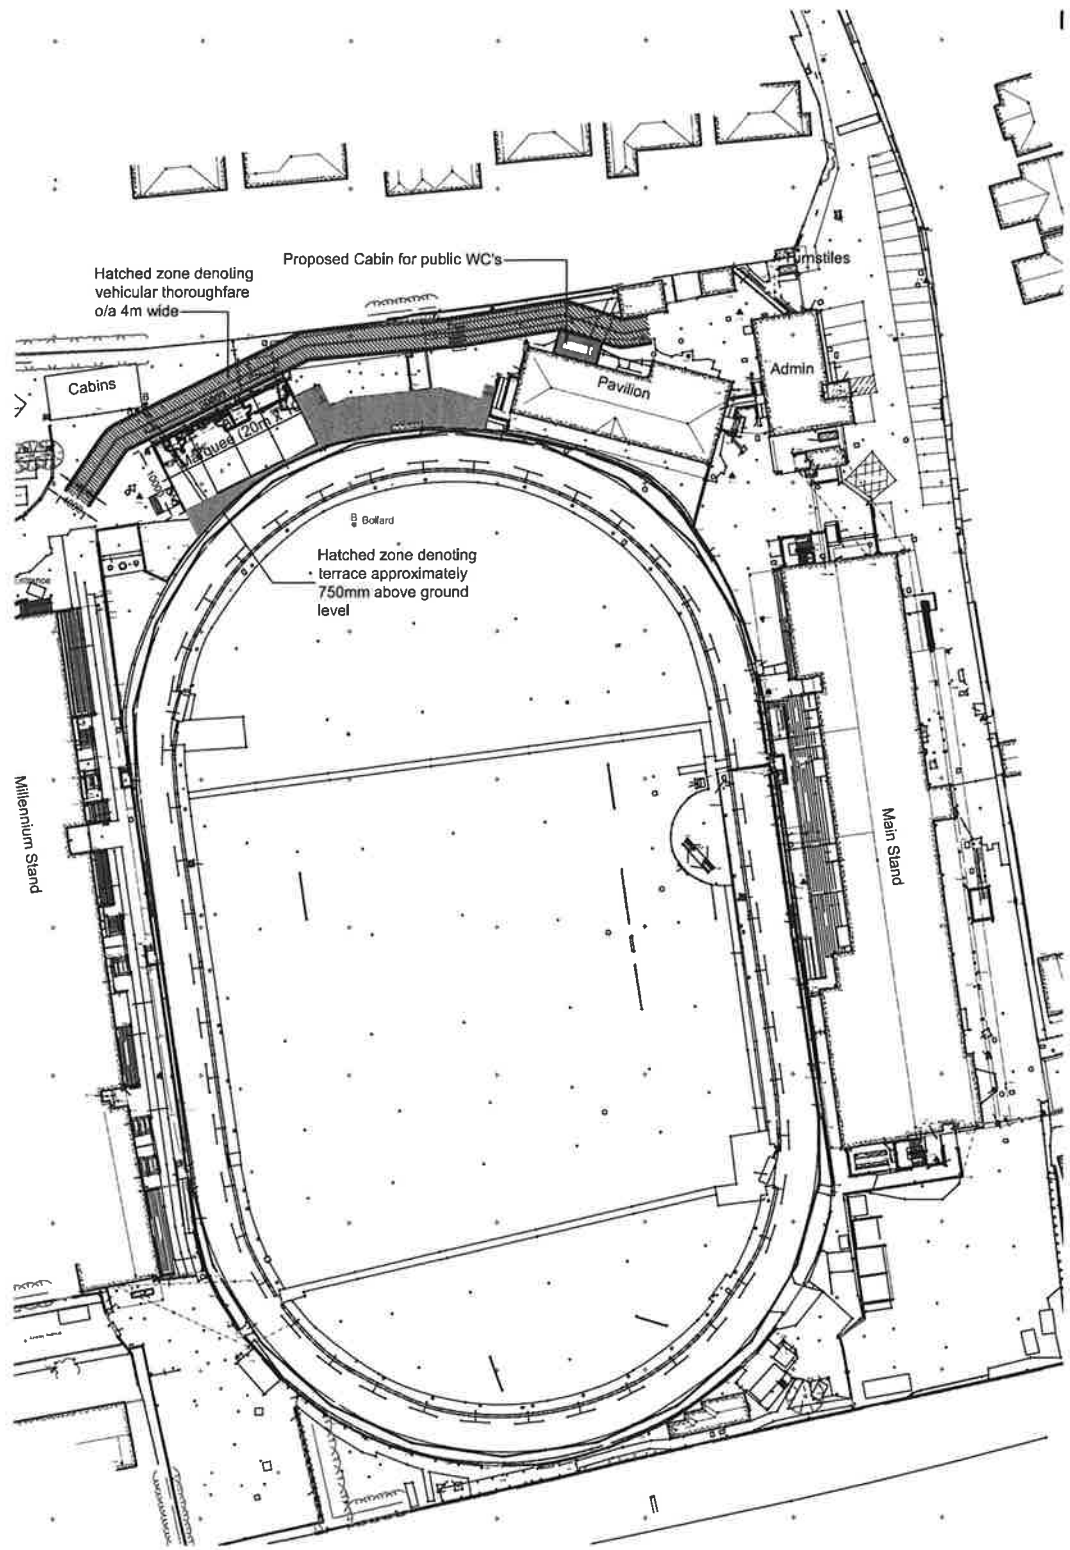 Turnstiles
Proposed Cabin for public WC's
Hatched zone denoting
vehicular thoroughfare
o/a 4m wide
Cabins
Pavilion
Admin
Marquee (20m x
B
B
Bollard
Hatched zone denoting
terrace approximately
750mm above ground
level
Entrance
Millennium Stand
Main Stand